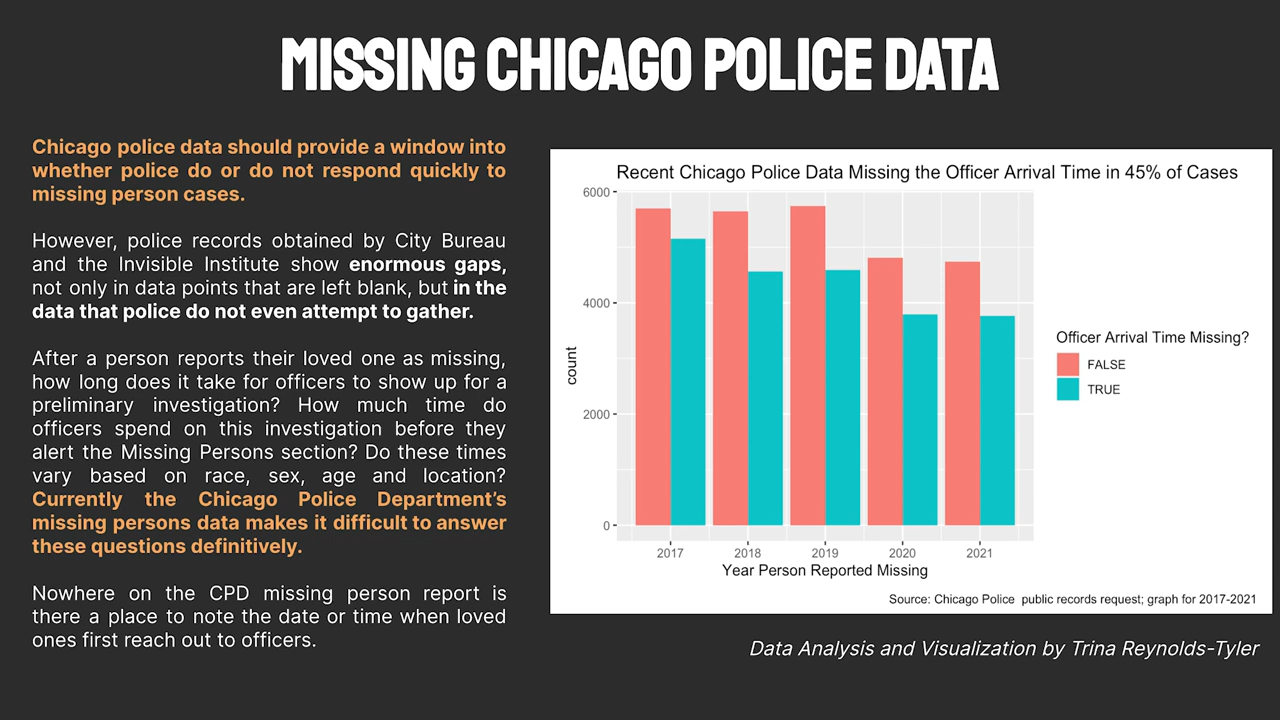 MISSING CHICAGO POLICE DATA
Chicago police data should provide a window into
whether police do or do not respond quickly to
missing person cases.
However, police records obtained by City Bureau
and the Invisible Institute show enormous gaps,
not only in data points that are left blank, but in the
data that police do not even attempt to gather.
After a person reports their loved one as missing,
how long does it take for officers to show up for a
preliminary investigation? How much time do
officers spend on this investigation before they
alert the Missing Persons section? Do these times
vary based on race, sex, age and location?
Currently the Chicago Police Department’s
missing persons data makes it difficult to answer
these questions definitively.
Nowhere on the CPD missing person report is
there a place to note the date or time when loved
ones first reach out to officers.
Recent Chicago Police Data Missing the Officer Arrival Time in 45% of Cases
6000
4000
2000
0
count
2017 2018 2019 2020 2021
Year Person Reported Missing
Officer Arrival Time Missing?
FALSE
TRUE
Source: Chicago Police public records request; graph for 2017-2021
Data Analysis and Visualization by Trina Reynolds-Tyler